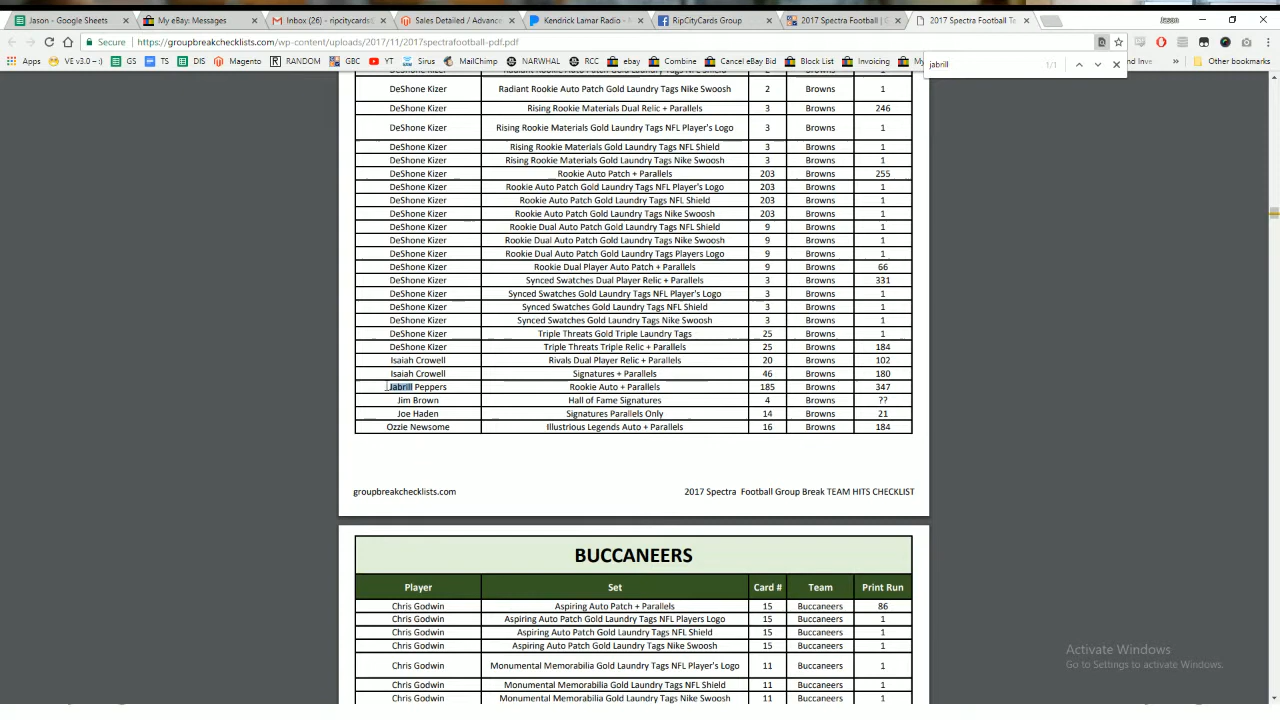 Jason - Google Sheets
My eBay: Messages
Inbox (26) - ripcitycards
Sales Detailed / Advance
Kendrick Lamar Radio - 
RipCityCards Group
2017 Spectra Football |
2017 Spectra Football Te
Jason
Secure https://groupbreakchecklists.com/wp-content/uploads/2017/11/2017spectrafootball-pdf.pdf
Apps VE v3.0 - :) GS TS DIS Magento RANDOM GBC YT Sirus MailChimp NARWHAL RCC ebay Combine Cancel eBay Bid Block List Invoicing Other bookmarks
jabrill 1/1
DeShone Kizer Radiant Rookie Auto Patch Gold Laundry Tags NFL Shield 2 Browns 1
DeShone Kizer Radiant Rookie Auto Patch Gold Laundry Tags Nike Swoosh 2 Browns 1
DeShone Kizer Rising Rookie Materials Dual Relic + Parallels 3 Browns 246
DeShone Kizer Rising Rookie Materials Gold Laundry Tags NFL Player's Logo 3 Browns 1
DeShone Kizer Rising Rookie Materials Gold Laundry Tags NFL Shield 3 Browns 1
DeShone Kizer Rising Rookie Materials Gold Laundry Tags Nike Swoosh 3 Browns 1
DeShone Kizer Rookie Auto Patch + Parallels 203 Browns 255
DeShone Kizer Rookie Auto Patch Gold Laundry Tags NFL Player's Logo 203 Browns 1
DeShone Kizer Rookie Auto Patch Gold Laundry Tags NFL Shield 203 Browns 1
DeShone Kizer Rookie Auto Patch Gold Laundry Tags Nike Swoosh 203 Browns 1
DeShone Kizer Rookie Dual Auto Patch Gold Laundry Tags NFL Shield 9 Browns 1
DeShone Kizer Rookie Dual Auto Patch Gold Laundry Tags Nike Swoosh 9 Browns 1
DeShone Kizer Rookie Dual Auto Patch Gold Laundry Tags Players Logo 9 Browns 1
DeShone Kizer Rookie Dual Player Auto Patch + Parallels 9 Browns 66
DeShone Kizer Synced Swatches Dual Player Relic + Parallels 3 Browns 331
DeShone Kizer Synced Swatches Gold Laundry Tags NFL Player's Logo 3 Browns 1
DeShone Kizer Synced Swatches Gold Laundry Tags NFL Shield 3 Browns 1
DeShone Kizer Synced Swatches Gold Laundry Tags Nike Swoosh 3 Browns 1
DeShone Kizer Triple Threats Gold Triple Laundry Tags 25 Browns 1
DeShone Kizer Triple Threats Triple Relic + Parallels 25 Browns 184
Isaiah Crowell Rivals Dual Player Relic + Parallels 20 Browns 102
Isaiah Crowell Signatures + Parallels 46 Browns 180
Jabrill Peppers Rookie Auto + Parallels 185 Browns 347
Jim Brown Hall of Fame Signatures 4 Browns ??
Joe Haden Signatures Parallels Only 14 Browns 21
Ozzie Newsome Illustrious Legends Auto + Parallels 16 Browns 184
groupbreakchecklists.com 2017 Spectra Football Group Break TEAM HITS CHECKLIST
BUCCANEERS
Player Set Card # Team Print Run
Chris Godwin Aspiring Auto Patch + Parallels 15 Buccaneers 86
Chris Godwin Aspiring Auto Patch Gold Laundry Tags NFL Players Logo 15 Buccaneers 1
Chris Godwin Aspiring Auto Patch Gold Laundry Tags NFL Shield 15 Buccaneers 1
Chris Godwin Aspiring Auto Patch Gold Laundry Tags Nike Swoosh 15 Buccaneers 1
Chris Godwin Monumental Memorabilia Gold Laundry Tags NFL Player's Logo 11 Buccaneers 1
Chris Godwin Monumental Memorabilia Gold Laundry Tags NFL Shield 11 Buccaneers 1
Chris Godwin Monumental Memorabilia Gold Laundry Tags Nike Swoosh 11 Buccaneers 1
Activate Windows
Go to Settings to activate Windows.